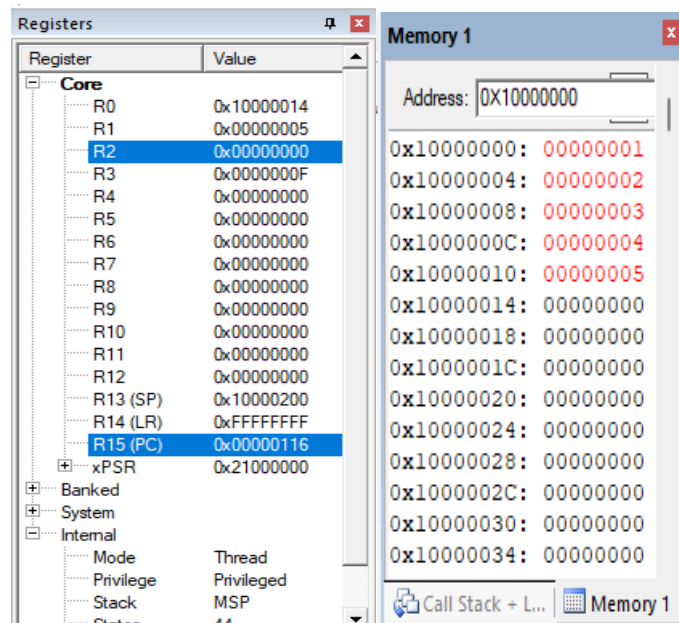 Registers
Register Value
Core
R0 0x10000014
R1 0x00000005
R2 0x00000000
R3 0x0000000F
R4 0x00000000
R5 0x00000000
R6 0x00000000
R7 0x00000000
R8 0x00000000
R9 0x00000000
R10 0x00000000
R11 0x00000000
R12 0x00000000
R13 (SP) 0x10000200
R14 (LR) 0xFFFFFFFF
R15 (PC) 0x00000116
xPSR 0x21000000
Banked
System
Internal
Mode Thread
Privilege Privileged
Stack MSP
Memory 1
Address: 0X10000000
0x10000000: 00000001
0x10000004: 00000002
0x10000008: 00000003
0x1000000C: 00000004
0x10000010: 00000005
0x10000014: 00000000
0x10000018: 00000000
0x1000001C: 00000000
0x10000020: 00000000
0x10000024: 00000000
0x10000028: 00000000
0x1000002C: 00000000
0x10000030: 00000000
0x10000034: 00000000
Call Stack + L... Memory 1